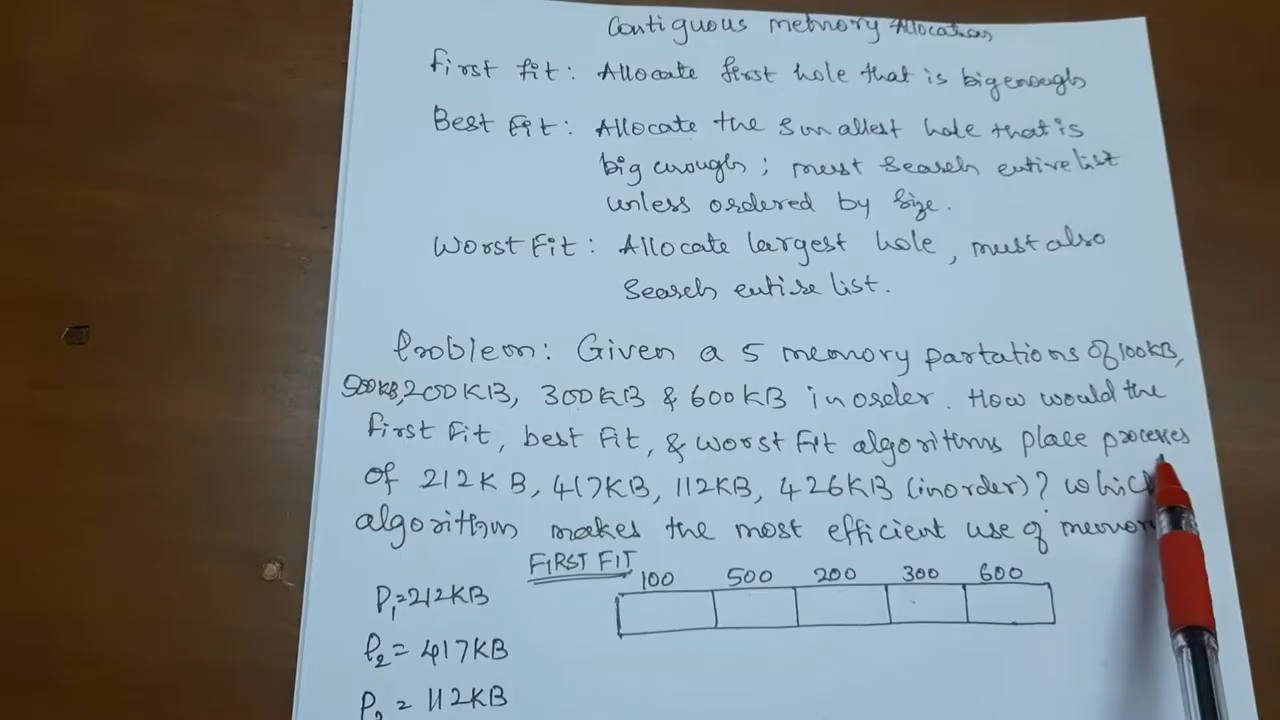 Contiguous memory Allocation
First fit: Allocate first hole that is big enough
Best Fit: Allocate the smallest hole that is
big enough; must search entire list
unless ordered by size.
Worst Fit: Allocate largest hole, must also
Search entire list.
Problem: Given a 5 memory partations of 100KB,
500KB, 200KB, 300KB & 600KB in order. How would the
first Fit, best Fit, & worst Fit algorithms place processes
of 212KB, 417KB, 112KB, 426KB (inorder)? which
algorithm makes the most efficient use of memor
FIRST FIT
100 500 200 300 600
P1=212KB
P2 = 417KB
= 112KB